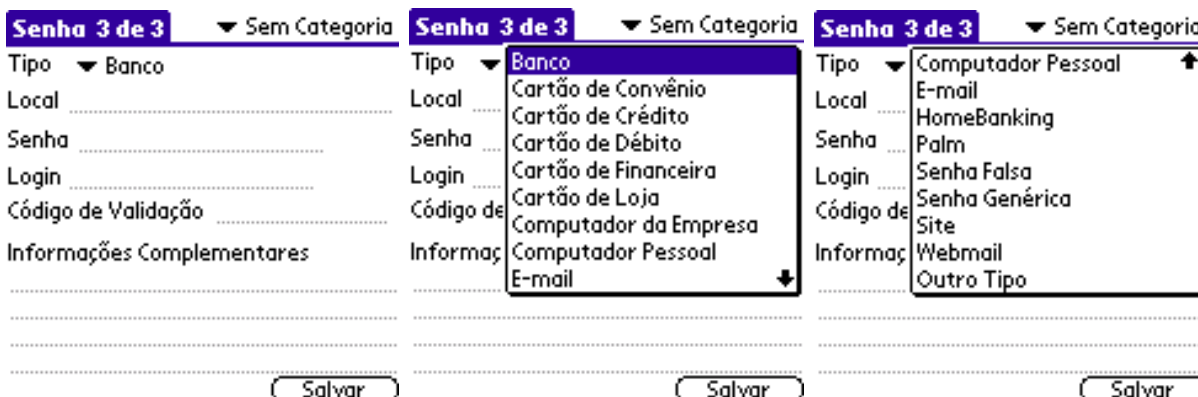 Senha 3 de 3 Sem Categoria
Tipo Banco
Local
Senha
Login
Código de Validação
Informações Complementares
Salvar
Senha 3 de 3 Sem Categoria
Tipo Banco
Cartão de Convênio
Local
Cartão de Crédito
Senha Cartão de Débito
Login Cartão de Financeira
Cartão de Loja
Código de Computador da Empresa
Informaç Computador Pessoal
E-mail
Salvar
Senha 3 de 3 Sem Categoria
Tipo Computador Pessoal
E-mail
Local
HomeBanking
Senha Palm
Login Senha Falsa
Senha Genérica
Código de Site
Informaç Webmail
Outro Tipo
Salvar